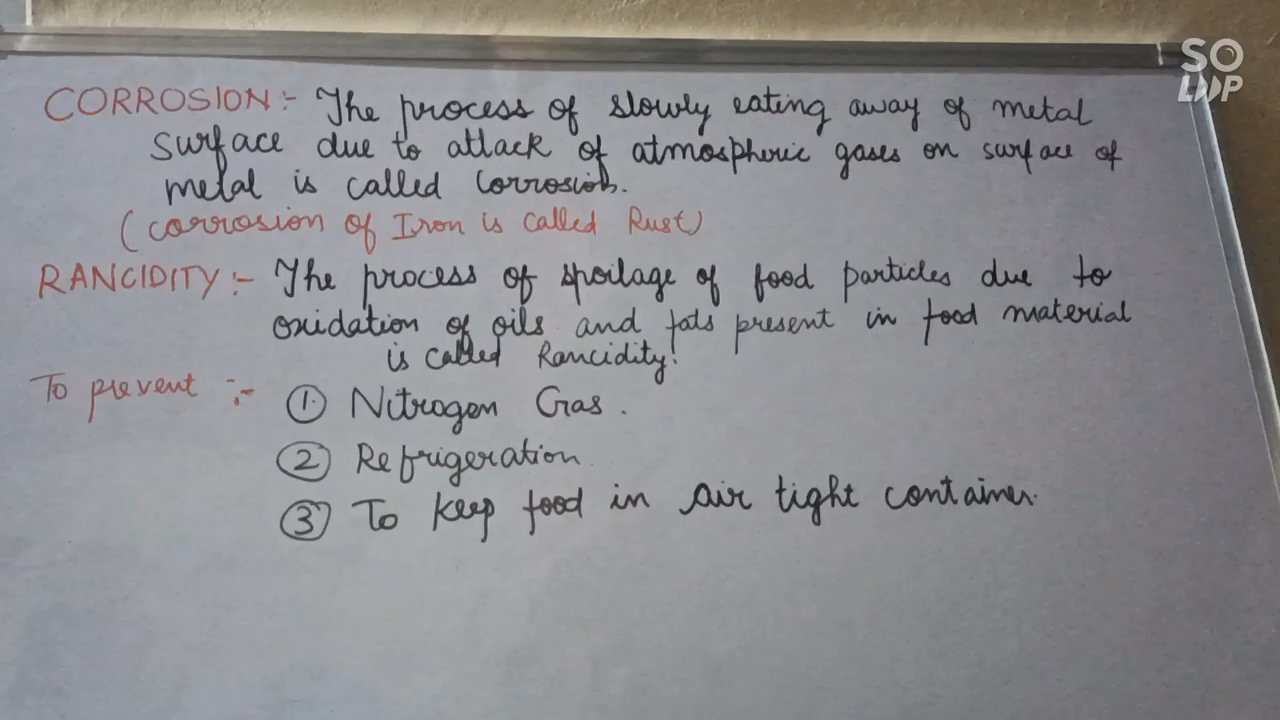 SO
LOOP
CORROSION :- The process of slowly eating away of metal
surface due to attack of atmospheric gases on surface of
metal is called Corrosion.
(corrosion of Iron is called Rust)
RANCIDITY :- The process of spoilage of food particles due to
oxidation of oils and fats present in food material
is called Rancidity.
To prevent :- ① Nitrogen Gas.
② Refrigeration.
③ To keep food in air tight container.